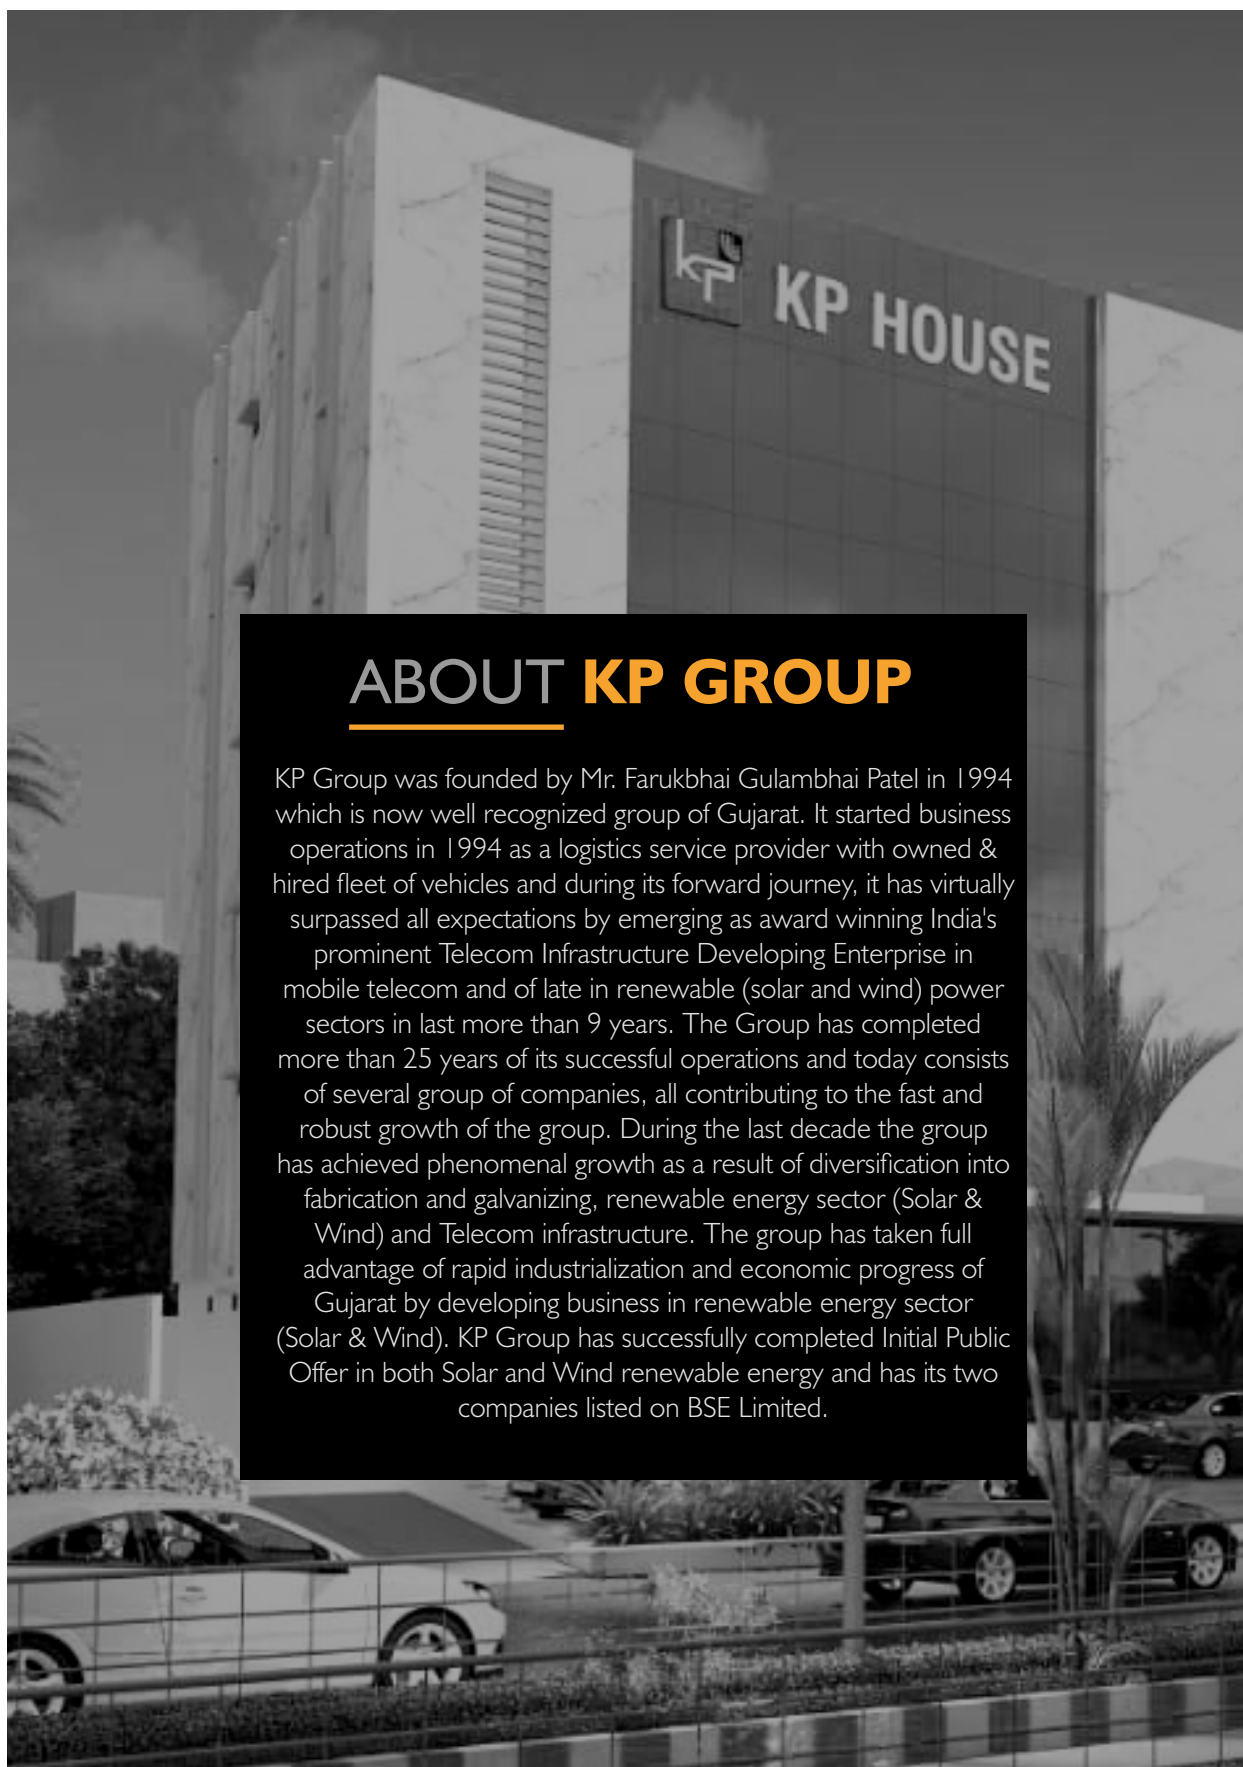 kp
KP HOUSE
ABOUT KP GROUP
KP Group was founded by Mr. Farukbhai Gulambhai Patel in 1994
which is now well recognized group of Gujarat. It started business
operations in 1994 as a logistics service provider with owned &
hired fleet of vehicles and during its forward journey, it has virtually
surpassed all expectations by emerging as award winning India's
prominent Telecom Infrastructure Developing Enterprise in
mobile telecom and of late in renewable (solar and wind) power
sectors in last more than 9 years. The Group has completed
more than 25 years of its successful operations and today consists
of several group of companies, all contributing to the fast and
robust growth of the group. During the last decade the group
has achieved phenomenal growth as a result of diversification into
fabrication and galvanizing, renewable energy sector (Solar &
Wind) and Telecom infrastructure. The group has taken full
advantage of rapid industrialization and economic progress of
Gujarat by developing business in renewable energy sector
(Solar & Wind). KP Group has successfully completed Initial Public
Offer in both Solar and Wind renewable energy and has its two
companies listed on BSE Limited.